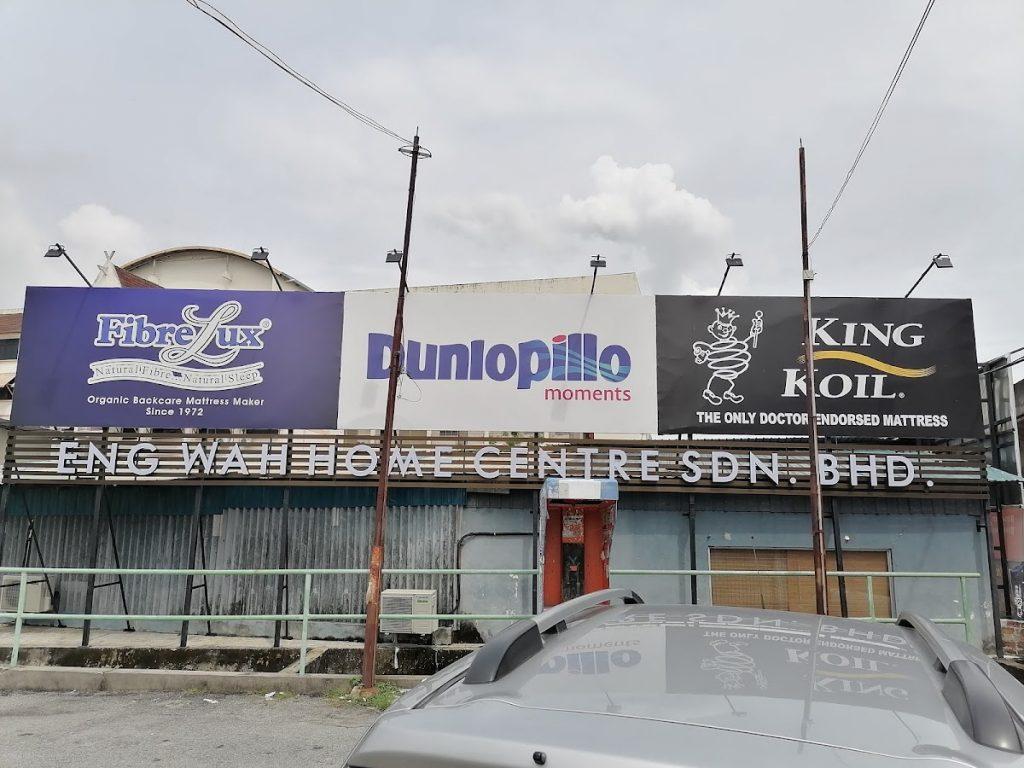 FibreLux®
Natural Fibre...Natural Sleep
Organic Backcare Mattress Maker
Since 1972
Dunlopillo
moments
KING
KOIL.
THE ONLY DOCTOR ENDORSED MATTRESS
ENG WAH HOME CENTRE SDN. BHD.